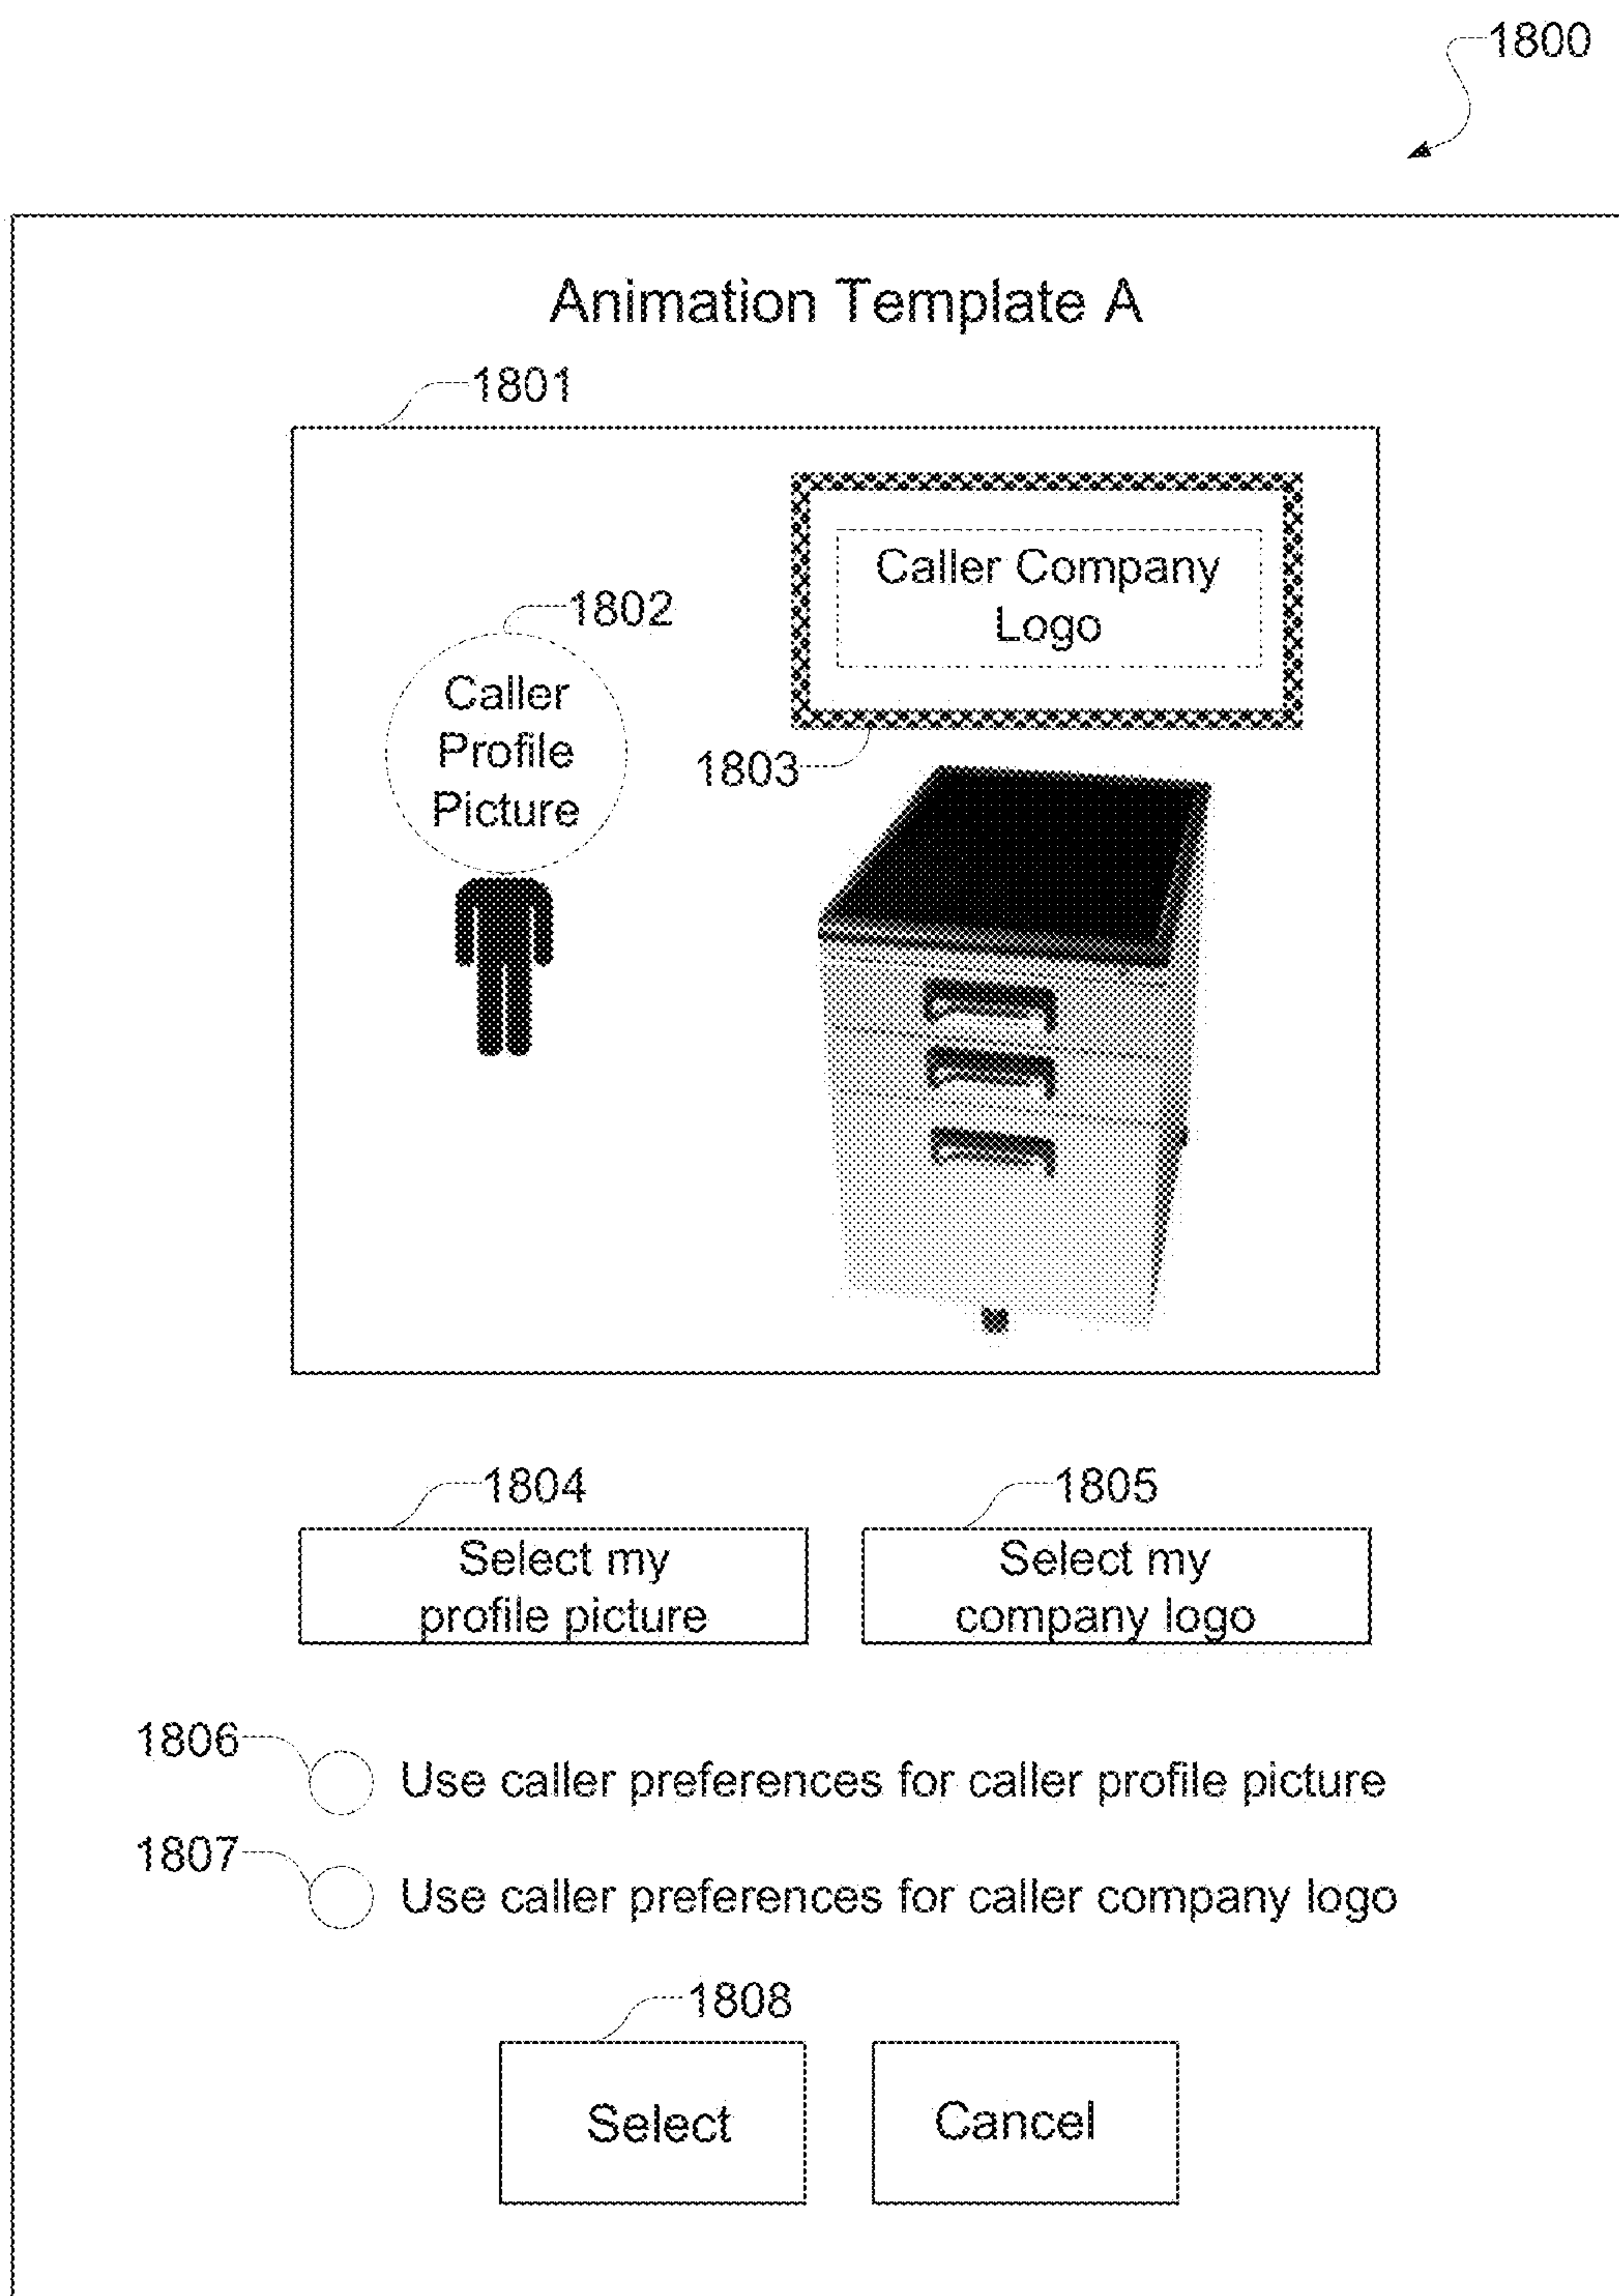 1800
Animation Template A
1801
Caller Company
Logo
1802
Caller
Profile
Picture
1803
1804
1805
Select my
profile picture
Select my
company logo
1806
Use caller preferences for caller profile picture
1807
Use caller preferences for caller company logo
1808
Select
Cancel